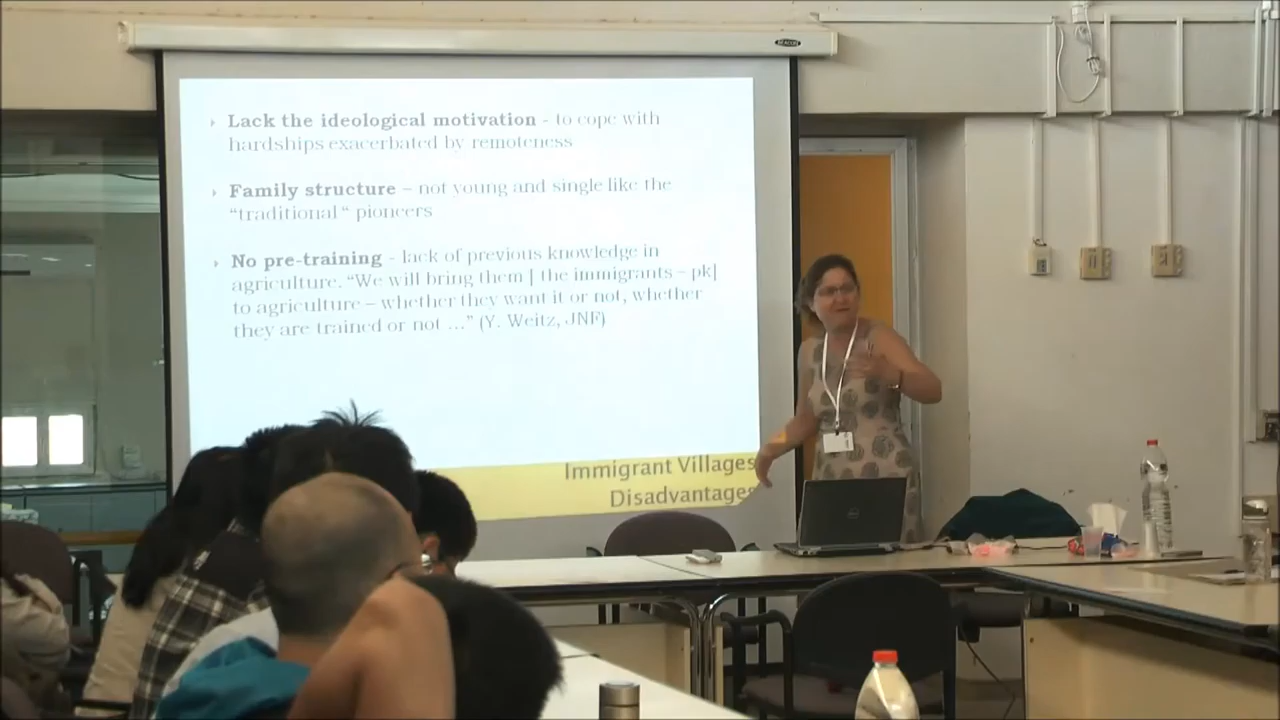 Lack the ideological motivation - to cope with
hardships exacerbated by remoteness
Family structure – not young and single like the
"traditional" pioneers
No pre-training - lack of previous knowledge in
agriculture. "We will bring them [ the immigrants – pk]
to agriculture – whether they want it or not, whether
they are trained or not ..." (Y. Weitz, JNF)
Immigrant Villages
Disadvantages